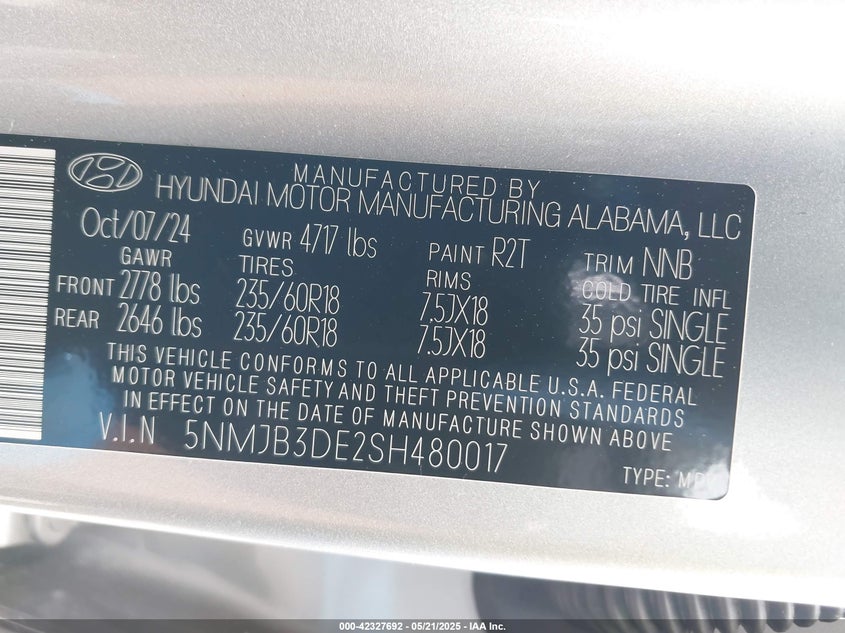 MANUFACTURED BY
HYUNDAI MOTOR MANUFACTURING ALABAMA, LLC
Oct/07/24 GVWR 4717 lbs PAINT R2T TRIM NNB
GAWR TIRES RIMS COLD TIRE INFL
FRONT 2778 lbs 235/60R18 7.5JX18 35 psi SINGLE
REAR 2646 lbs 235/60R18 7.5JX18 35 psi SINGLE
THIS VEHICLE CONFORMS TO ALL APPLICABLE U.S.A. FEDERAL
MOTOR VEHICLE SAFETY AND THEFT PREVENTION STANDARDS
IN EFFECT ON THE DATE OF MANUFACTURE SHOWN ABOVE
V.I.N 5NMJB3DE2SH480017
TYPE:
000-42327692 - 05/21/2025 - IAA Inc.